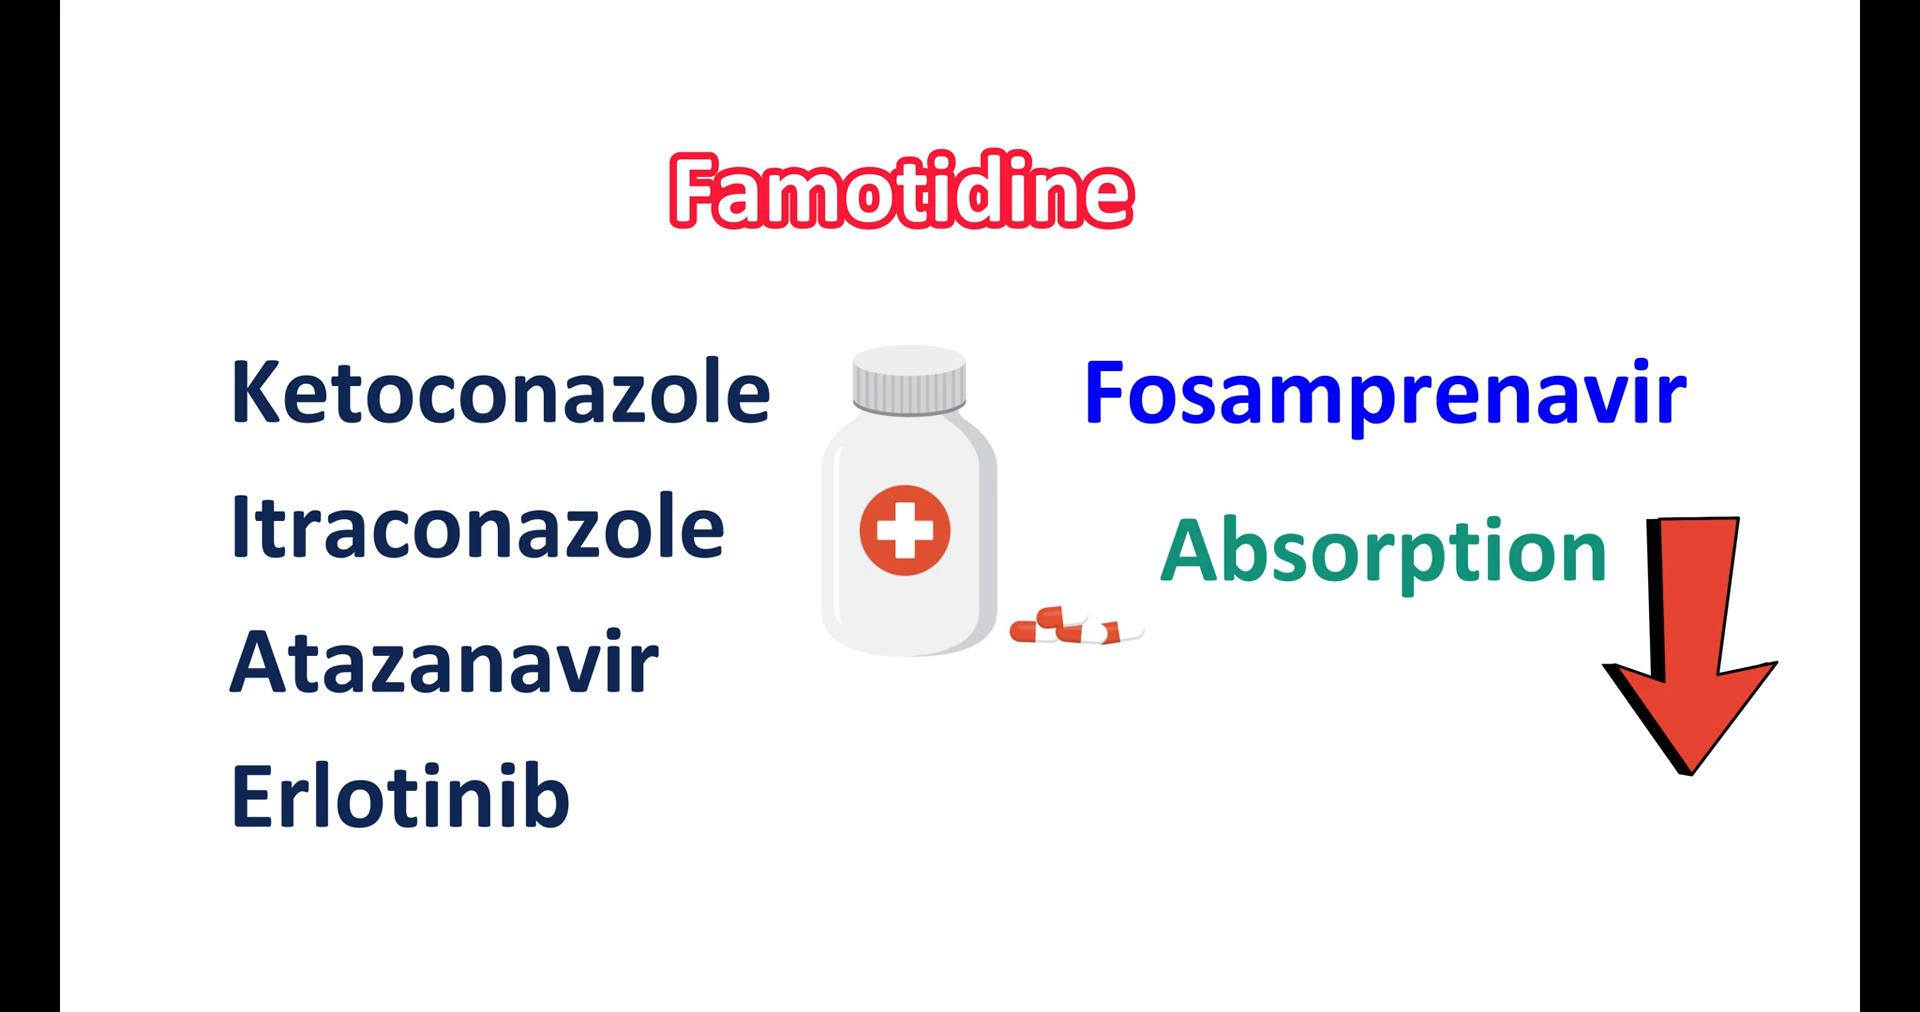 Famotidine
Ketoconazole
Itraconazole
Atazanavir
Erlotinib
Fosamprenavir
Absorption